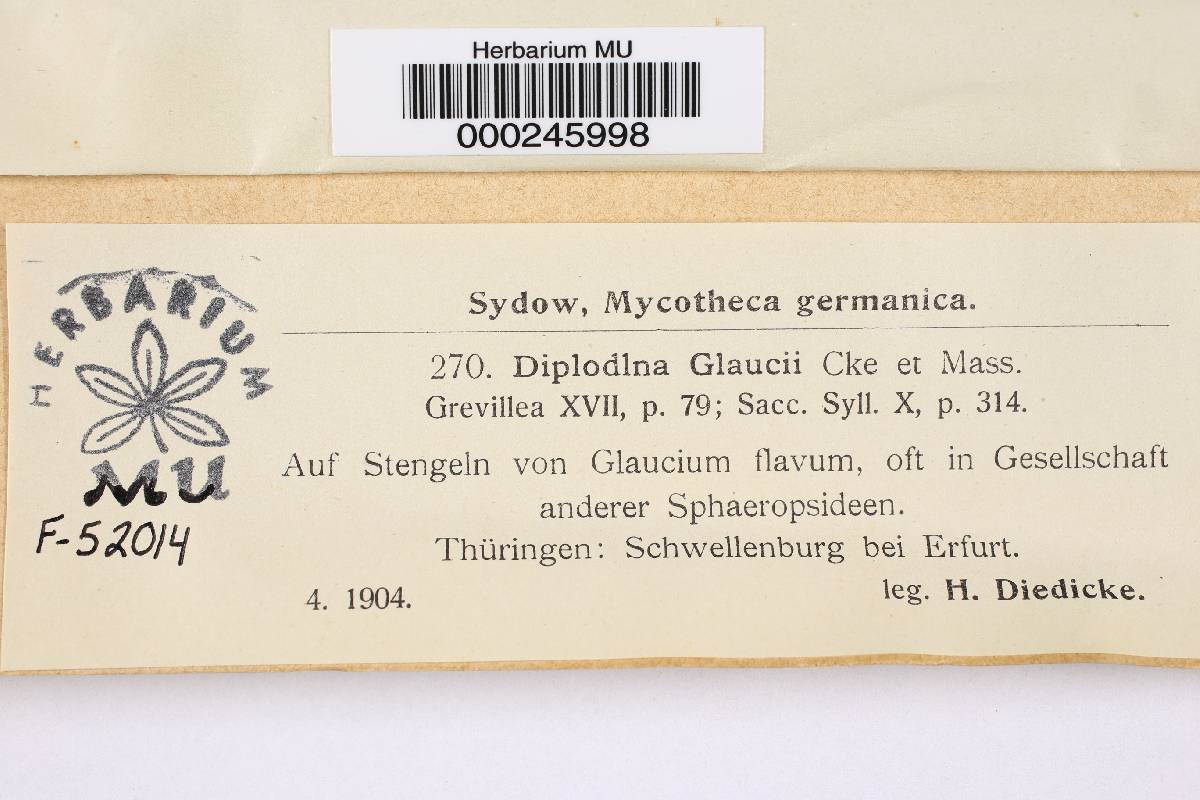 Herbarium MU
000245998
HERBARIUM
MU
F-52014
Sydow, Mycotheca germanica.
270. Diplodlna Glaucii Cke et Mass.
Grevillea XVII, p. 79; Sacc. Syll. X, p. 314.
Auf Stengeln von Glaucium flavum, oft in Gesellschaft
anderer Sphaeropsideen.
Thüringen: Schwellenburg bei Erfurt.
4. 1904. leg. H. Diedicke.